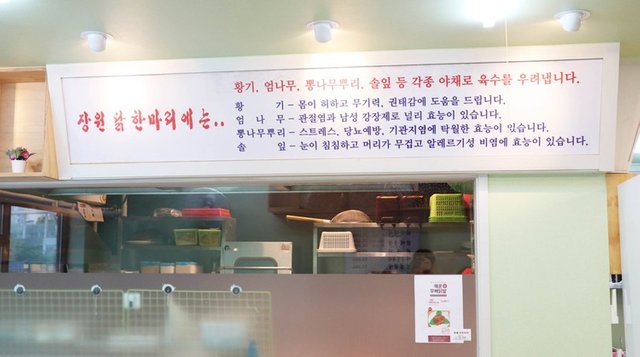 장원 닭 한마리에는..
황기, 엄나무, 뽕나무뿌리, 솔잎 등 각종 야채로 육수를 우려냅니다.
황 기 – 몸이 허하고 무기력, 권태감에 도움을 드립니다.
엄 나 무 – 관절염과 남성 강장제로 널리 효능이 있습니다.
뽕나무뿌리 – 스트레스, 당뇨예방, 기관지염에 탁월한 효능이 있습니다.
솔 잎 – 눈이 침침하고 머리가 무겁고 알레르기성 비염에 효능이 있습니다.
매운
무뼈닭발